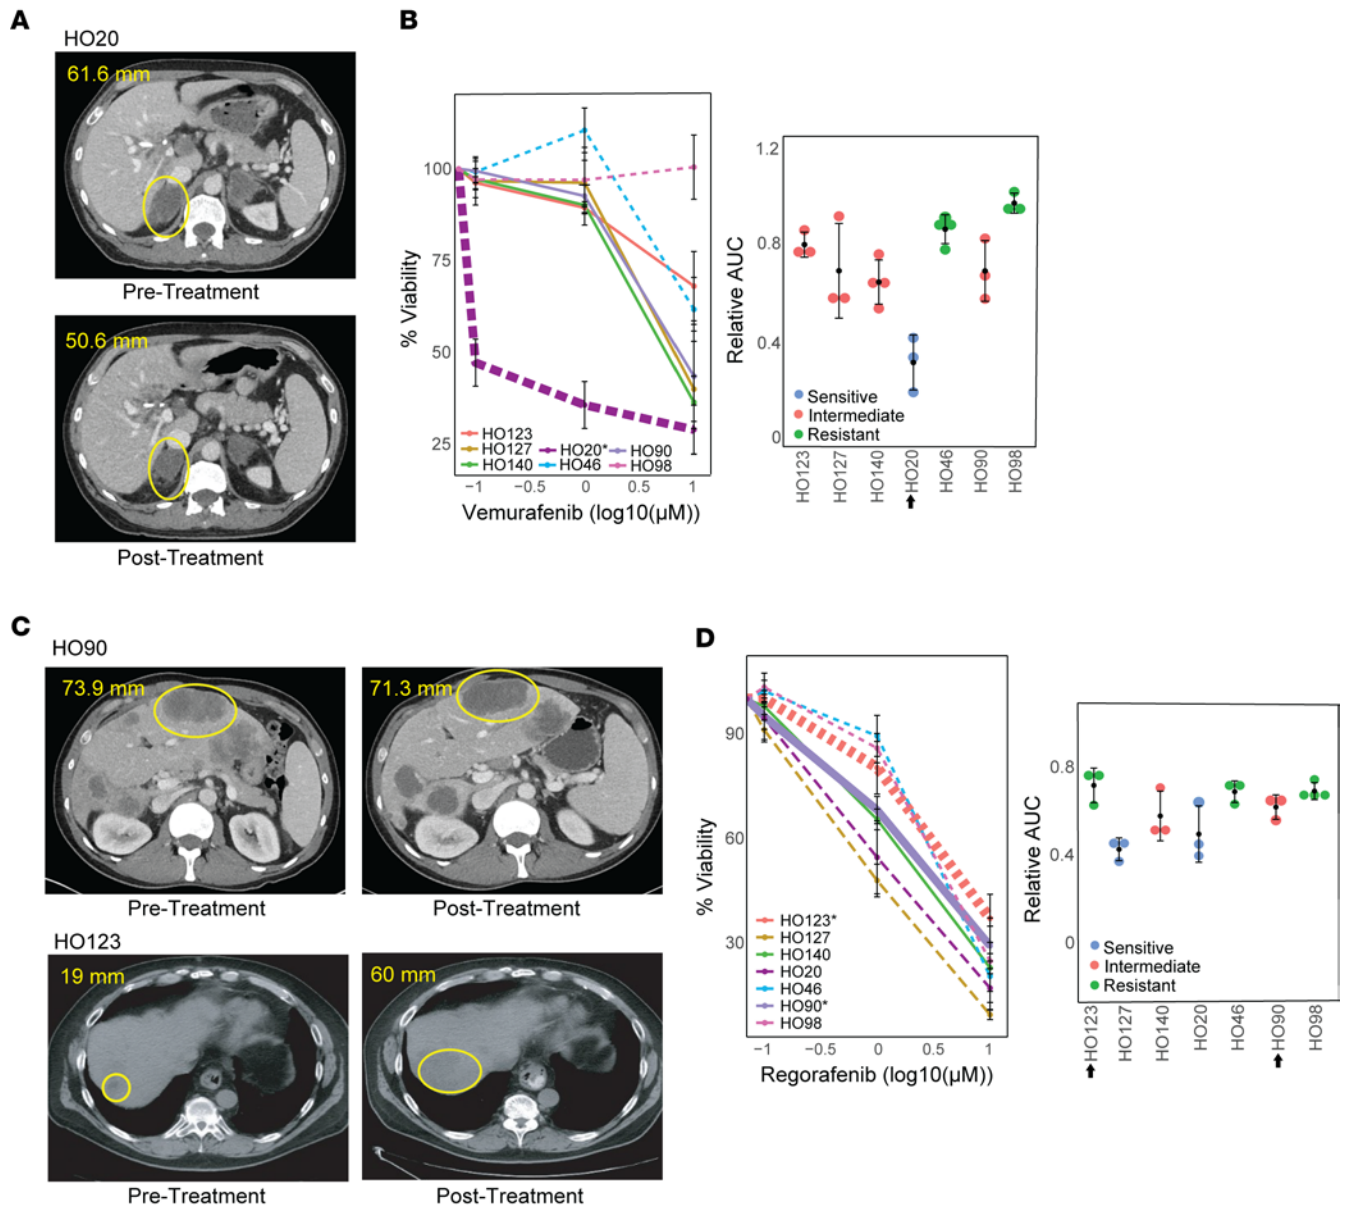 A
HO20
61.6 mm
Pre-Treatment
50.6 mm
Post-Treatment
B
% Viability
100
75
50
25
HO123
HO127
HO140
HO20*
HO46
HO90
HO98
−1
−0.5
0
0.5
1
Vemurafenib (log10(µM))
Relative AUC
1.2
0.8
0.4
0
Sensitive
Intermediate
Resistant
HO123
HO127
HO140
HO20
HO46
HO90
HO98
C
HO90
73.9 mm
Pre-Treatment
71.3 mm
Post-Treatment
HO123
19 mm
Pre-Treatment
60 mm
Post-Treatment
D
% Viability
90
60
30
HO123*
HO127
HO140
HO20
HO46
HO90*
HO98
−1
−0.5
0
0.5
1
Regorafenib (log10(µM))
Relative AUC
0.8
0.4
0
Sensitive
Intermediate
Resistant
HO123
HO127
HO140
HO20
HO46
HO90
HO98